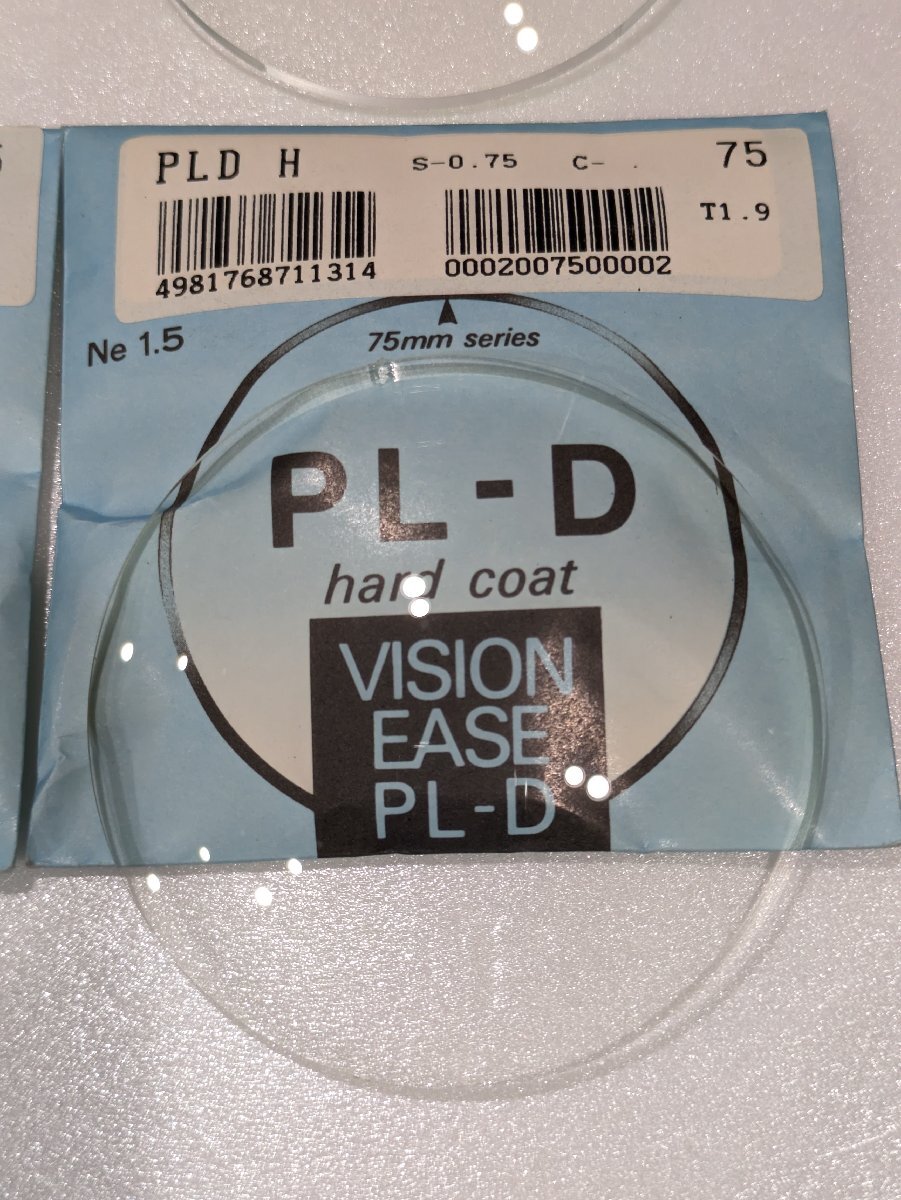 PLD H S-0.75 C- . 75
T1.9
4981768711314 0002007500002
Ne 1.5
75mm series
PL-D
hard coat
VISION
EASE
PL-D